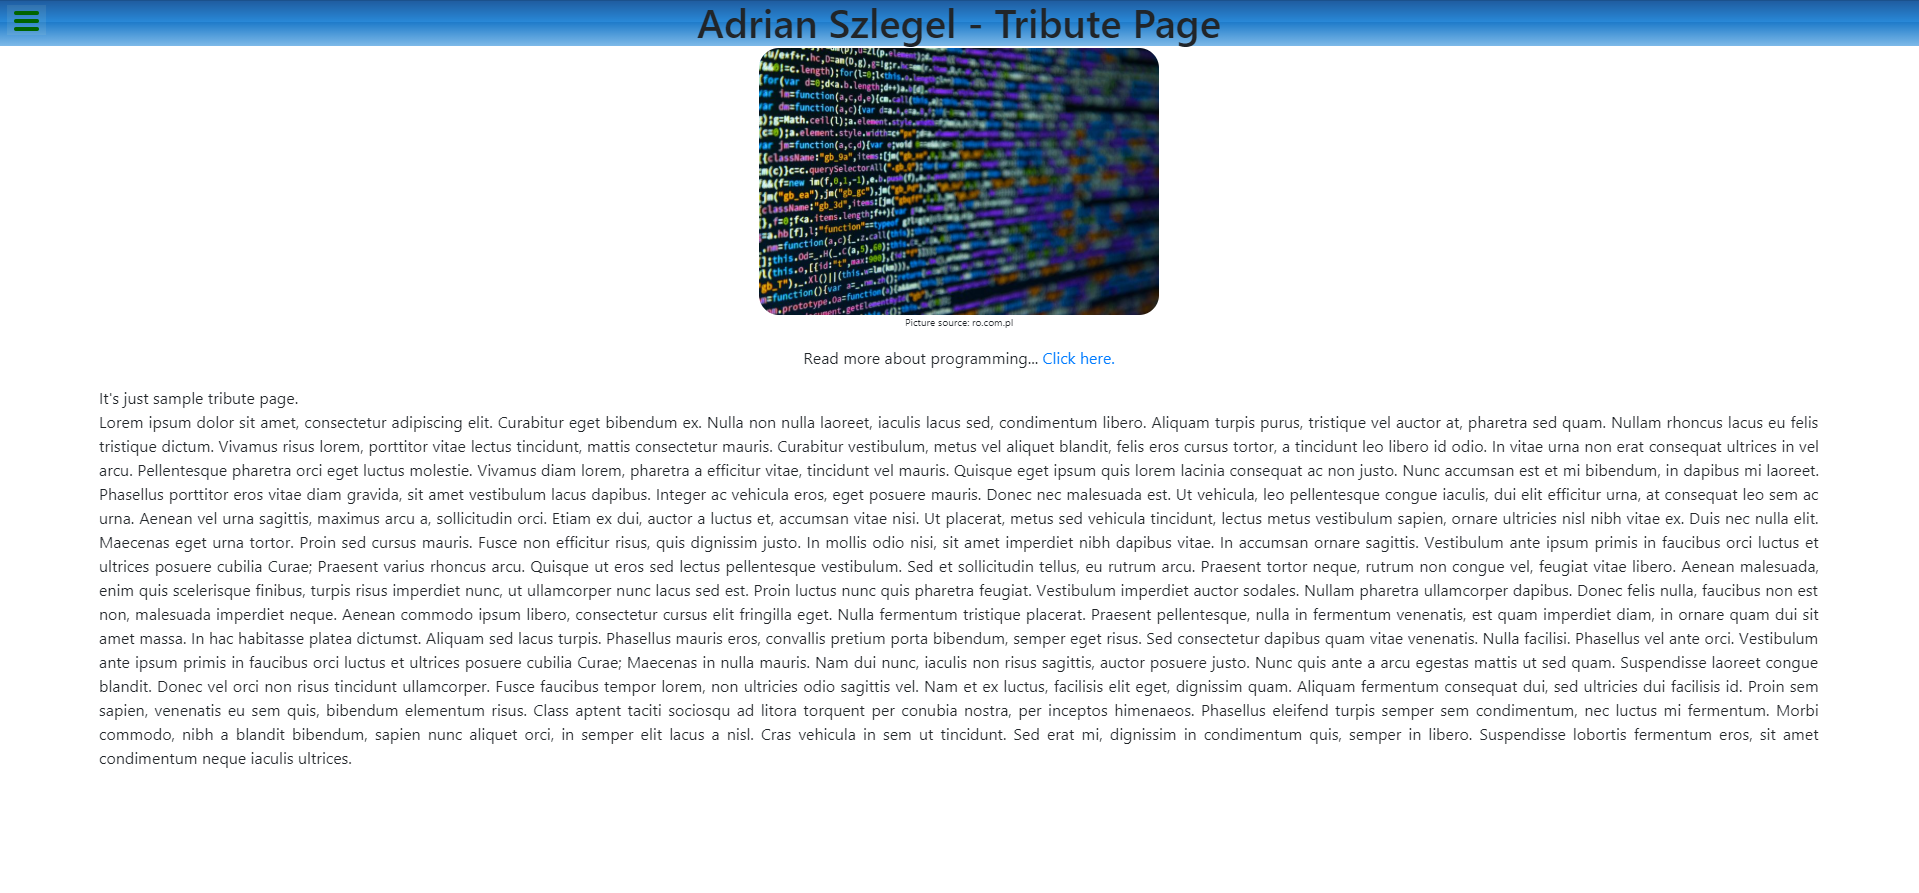 Adrian Szlegel - Tribute Page
Picture source: ro.com.pl
Read more about programming... Click here.
It's just sample tribute page.
Lorem ipsum dolor sit amet, consectetur adipiscing elit. Curabitur eget bibendum ex. Nulla non nulla laoreet, iaculis lacus sed, condimentum libero. Aliquam turpis purus, tristique vel auctor at, pharetra sed quam. Nullam rhoncus lacus eu felis
tristique dictum. Vivamus risus lorem, porttitor vitae lectus tincidunt, mattis consectetur mauris. Curabitur vestibulum, metus vel aliquet blandit, felis eros cursus tortor, a tincidunt leo libero id odio. In vitae urna non erat consequat ultrices in vel
arcu. Pellentesque pharetra orci eget luctus molestie. Vivamus diam lorem, pharetra a efficitur vitae, tincidunt vel mauris. Quisque eget ipsum quis lorem lacinia consequat ac non justo. Nunc accumsan est et mi bibendum, in dapibus mi laoreet.
Phasellus porttitor eros vitae diam gravida, sit amet vestibulum lacus dapibus. Integer ac vehicula eros, eget posuere mauris. Donec nec malesuada est. Ut vehicula, leo pellentesque congue iaculis, dui elit efficitur urna, at consequat leo sem ac
urna. Aenean vel urna sagittis, maximus arcu a, sollicitudin orci. Etiam ex dui, auctor a luctus et, accumsan vitae nisi. Ut placerat, metus sed vehicula tincidunt, lectus metus vestibulum sapien, ornare ultricies nisl nibh vitae ex. Duis nec nulla elit.
Maecenas eget urna tortor. Proin sed cursus mauris. Fusce non efficitur risus, quis dignissim justo. In mollis odio nisi, sit amet imperdiet nibh dapibus vitae. In accumsan ornare sagittis. Vestibulum ante ipsum primis in faucibus orci luctus et
ultrices posuere cubilia Curae; Praesent varius rhoncus arcu. Quisque ut eros sed lectus pellentesque vestibulum. Sed et sollicitudin tellus, eu rutrum arcu. Praesent tortor neque, rutrum non congue vel, feugiat vitae libero. Aenean malesuada,
enim quis scelerisque finibus, turpis risus imperdiet nunc, ut ullamcorper nunc lacus sed est. Proin luctus nunc quis pharetra feugiat. Vestibulum imperdiet auctor sodales. Nullam pharetra ullamcorper dapibus. Donec felis nulla, faucibus non est
non, malesuada imperdiet neque. Aenean commodo ipsum libero, consectetur cursus elit fringilla eget. Nulla fermentum tristique placerat. Praesent pellentesque, nulla in fermentum venenatis, est quam imperdiet diam, in ornare quam dui sit
amet massa. In hac habitasse platea dictumst. Aliquam sed lacus turpis. Phasellus mauris eros, convallis pretium porta bibendum, semper eget risus. Sed consectetur dapibus quam vitae venenatis. Nulla facilisi. Phasellus vel ante orci. Vestibulum
ante ipsum primis in faucibus orci luctus et ultrices posuere cubilia Curae; Maecenas in nulla mauris. Nam dui nunc, iaculis non risus sagittis, auctor posuere justo. Nunc quis ante a arcu egestas mattis ut sed quam. Suspendisse laoreet congue
blandit. Donec vel orci non risus tincidunt ullamcorper. Fusce faucibus tempor lorem, non ultricies odio sagittis vel. Nam et ex luctus, facilisis elit eget, dignissim quam. Aliquam fermentum consequat dui, sed ultricies dui facilisis id. Proin sem
sapien, venenatis eu sem quis, bibendum elementum risus. Class aptent taciti sociosqu ad litora torquent per conubia nostra, per inceptos himenaeos. Phasellus eleifend turpis semper sem condimentum, nec luctus mi fermentum. Morbi
commodo, nibh a blandit bibendum, sapien nunc aliquet orci, in semper elit lacus a nisl. Cras vehicula in sem ut tincidunt. Sed erat mi, dignissim in condimentum quis, semper in libero. Suspendisse lobortis fermentum eros, sit amet
condimentum neque iaculis ultrices.